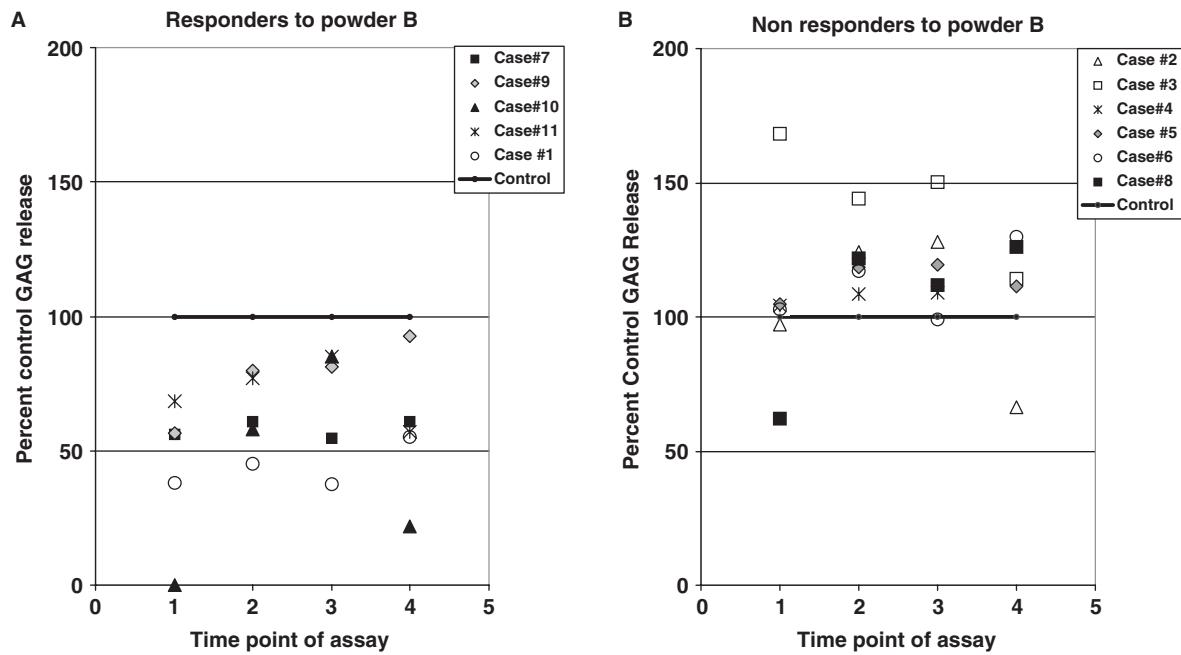 A
Responders to powder B
Percent control GAG release
200
150
100
50
0
0
1
2
3
4
5
Time point of assay
Case#7
Case#9
Case#10
Case#11
Case #1
Control
B
Non responders to powder B
Percent Control GAG Release
200
150
100
50
0
0
1
2
3
4
5
Time point of assay
Case #2
Case #3
Case#4
Case #5
Case#6
Case#8
Control